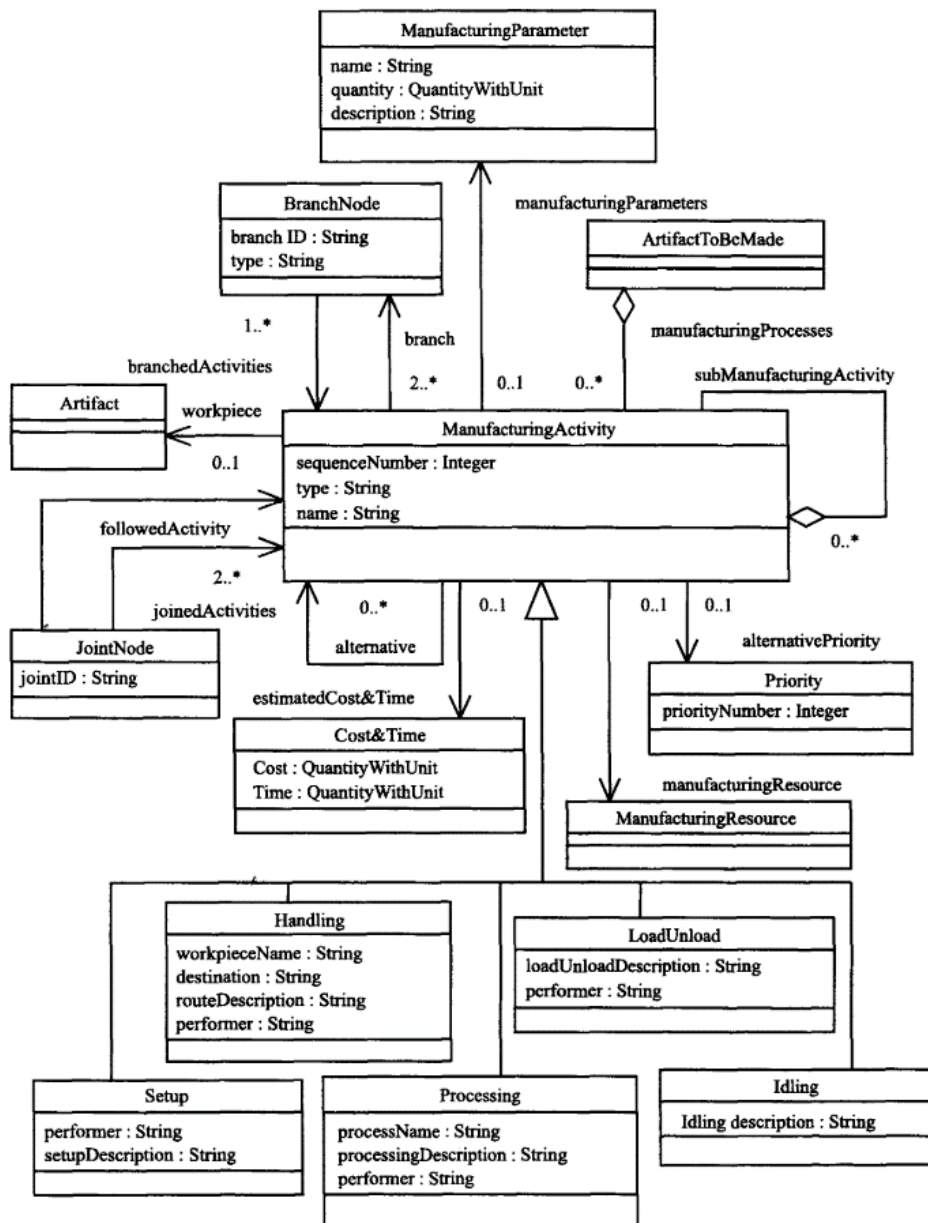 ManufacturingParameter
name : String
quantity : QuantityWithUnit
description : String
BranchNode
branch ID : String
type : String
manufacturingParameters
ArtifactToBeMade
1..*
branch
manufacturingProcesses
branchedActivities
2..*
0..1
0..*
subManufacturingActivity
Artifact
workpiece
0..1
ManufacturingActivity
sequenceNumber : Integer
type : String
name : String
0..*
followedActivity
2..*
joinedActivities
JointNode
jointID : String
0..*
alternative
0..1
0..1
0..1
alternativePriority
Priority
priorityNumber : Integer
estimatedCost&Time
Cost&Time
Cost : QuantityWithUnit
Time : QuantityWithUnit
manufacturingResource
ManufacturingResource
Handling
workpieceName : String
destination : String
routeDescription : String
performer : String
LoadUnload
loadUnloadDescription : String
performer : String
Setup
performer : String
setupDescription : String
Processing
processName : String
processingDescription : String
performer : String
Idling
Idling description : String